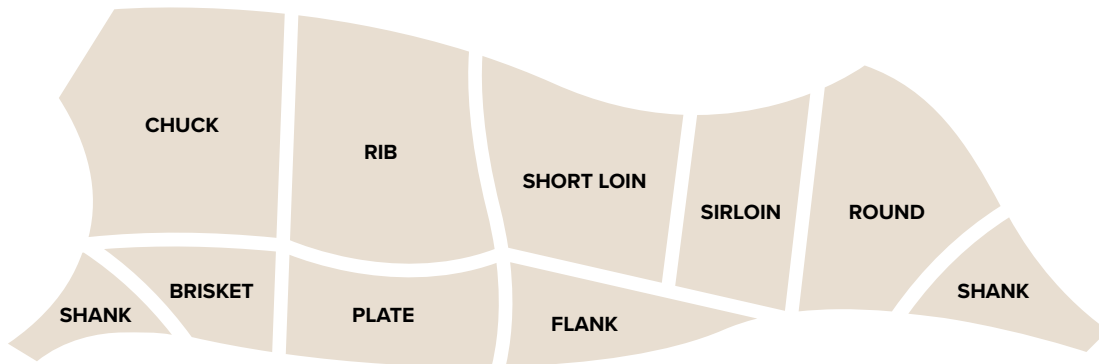 CHUCK
RIB
SHORT LOIN
SIRLOIN
ROUND
SHANK
BRISKET
PLATE
FLANK
SHANK